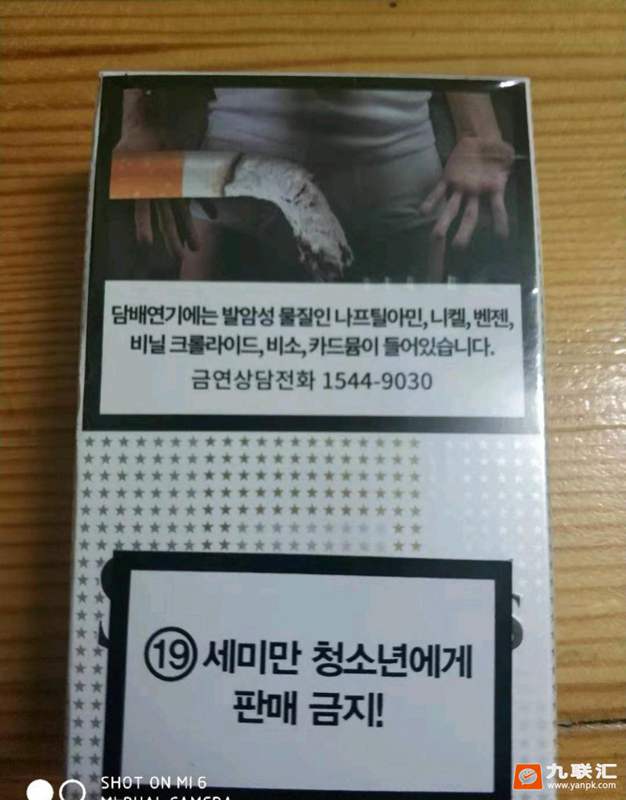 담배연기에는 발암성 물질인 나프틸아민, 니켈, 벤젠,
비닐 크롤라이드, 비소, 카드뮴이 들어있습니다.
금연상담전화 1544-9030
19 세미만 청소년에게
판매 금지!
SHOT ON MI 6
MI DUAL CAMERA
九联汇
www.yanpk.com